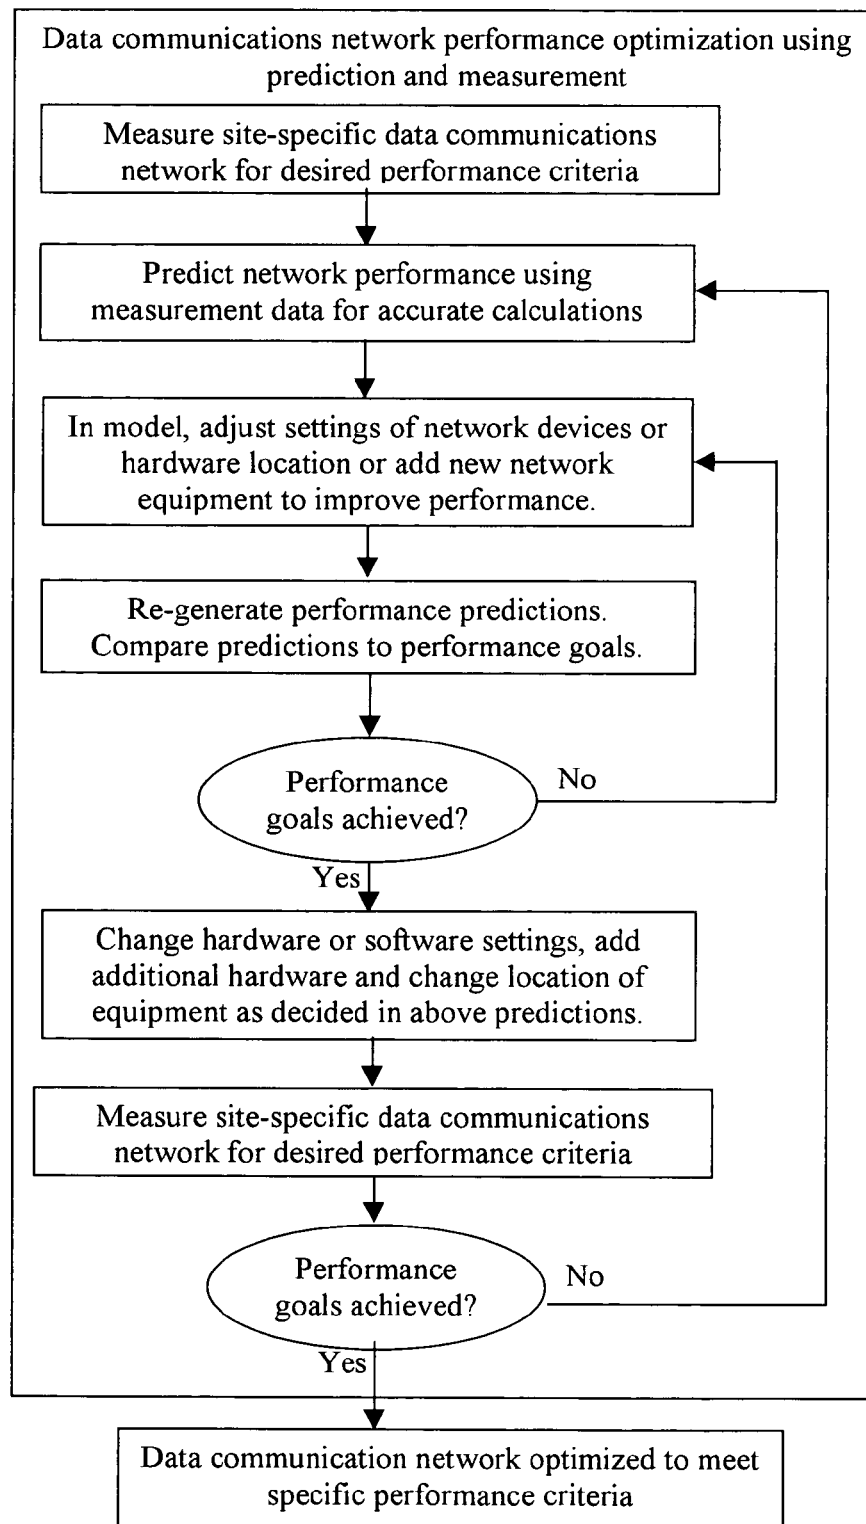 Data communications network performance optimization using
prediction and measurement
Measure site-specific data communications
network for desired performance criteria
Predict network performance using
measurement data for accurate calculations
In model, adjust settings of network devices or
hardware location or add new network
equipment to improve performance.
Re-generate performance predictions.
Compare predictions to performance goals.
Performance
goals achieved?
No
Yes
Change hardware or software settings, add
additional hardware and change location of
equipment as decided in above predictions.
Measure site-specific data communications
network for desired performance criteria
Performance
goals achieved?
No
Yes
Data communication network optimized to meet
specific performance criteria